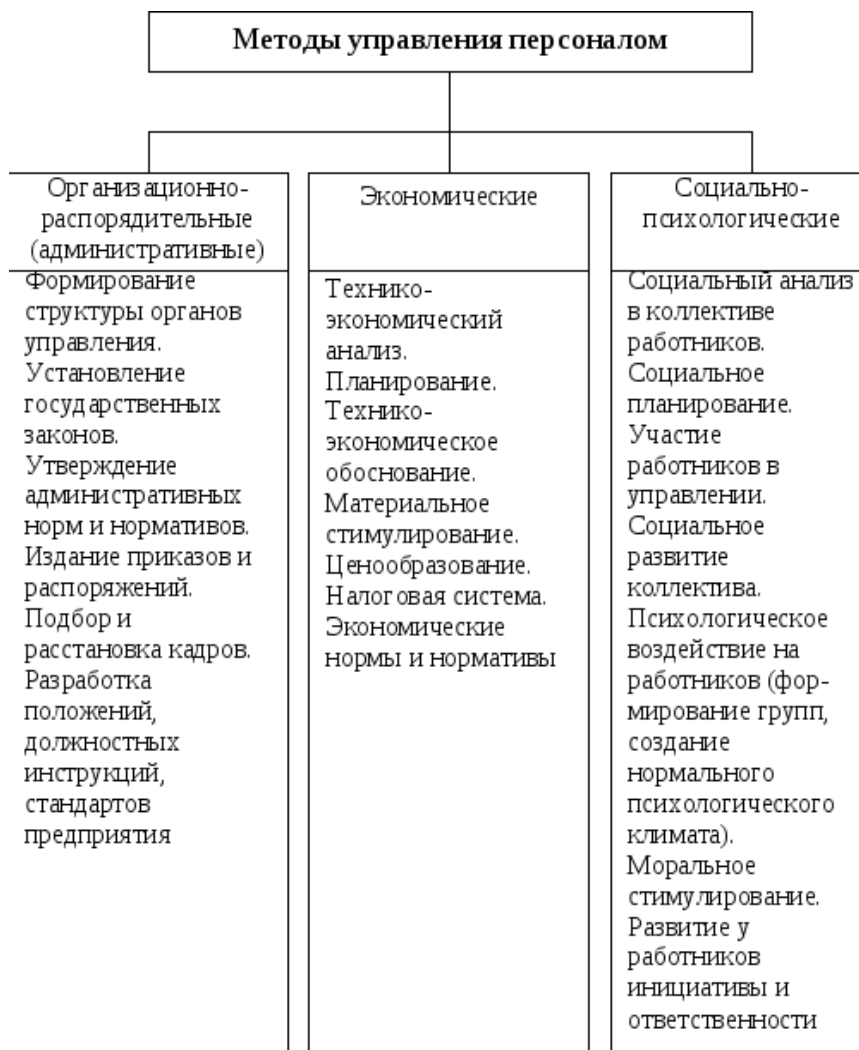 Методы управления персоналом
Организационно-
распорядительные
(административные)
Формирование
структуры органов
управления.
Установление
государственных
законов.
Утверждение
административных
норм и нормативов.
Издание приказов и
распоряжений.
Подбор и
расстановка кадров.
Разработка
положений,
должностных
инструкций,
стандартов
предприятия
Экономические
Технико-
экономический
анализ.
Планирование.
Технико-
экономическое
обоснование.
Материальное
стимулирование.
Ценообразование.
Налоговая система.
Экономические
нормы и нормативы
Социально-
психологические
Социальный анализ
в коллективе
работников.
Социальное
планирование.
Участие
работников в
управлении.
Социальное
развитие
коллектива.
Психологическое
воздействие на
работников (фор-
мирование групп,
создание
нормального
психологического
климата).
Моральное
стимулирование.
Развитие у
работников
инициативы и
ответственности